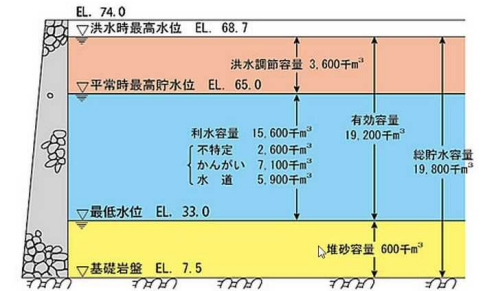 EL. 74.0
▽洪水時最高水位 EL. 68.7
洪水調節容量 3,600千m³
▽平常時最高貯水位 EL. 65.0
利水容量 15,600千m³
不特定 2,600千m³
かんがい 7,100千m³
水道 5,900千m³
有効容量
19,200千m³
総貯水容量
19,800千m³
▽最低水位 EL. 33.0
堆砂容量 600千m³
▽基礎岩盤 EL. 7.5